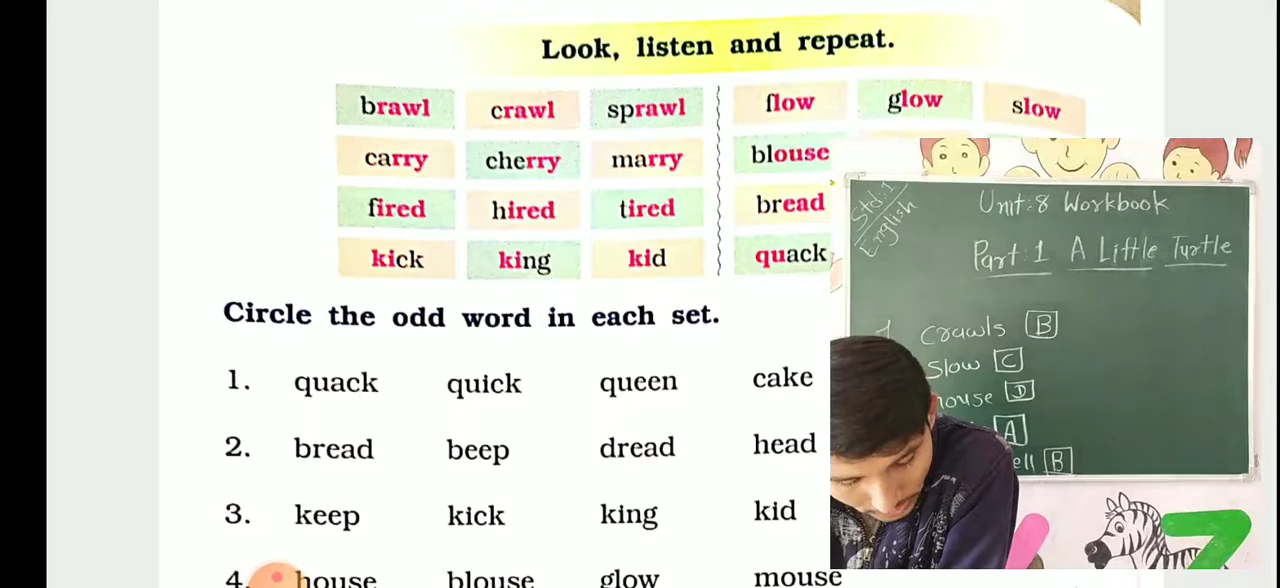 Look, listen and repeat.
brawl crawl sprawl flow glow slow
carry cherry marry blouse
fired hired tired bread
kick king kid quack
Circle the odd word in each set.
1. quack quick queen cake
2. bread beep dread head
3. keep kick king kid
4. house blouse glow mouse
Std:1
English
Unit:8 Workbook
Part:1 A Little Turtle
1 Crawls B
Slow C
ouse D
A
ell B